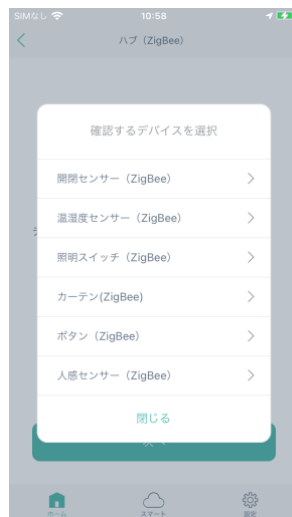 SIMなし 10:58
ハブ（ZigBee）
確認するデバイスを選択
開閉センサー（ZigBee）
温湿度センサー（ZigBee）
照明スイッチ（ZigBee）
カーテン(ZigBee)
ボタン（ZigBee）
人感センサー（ZigBee）
閉じる
ホーム スマート 設定